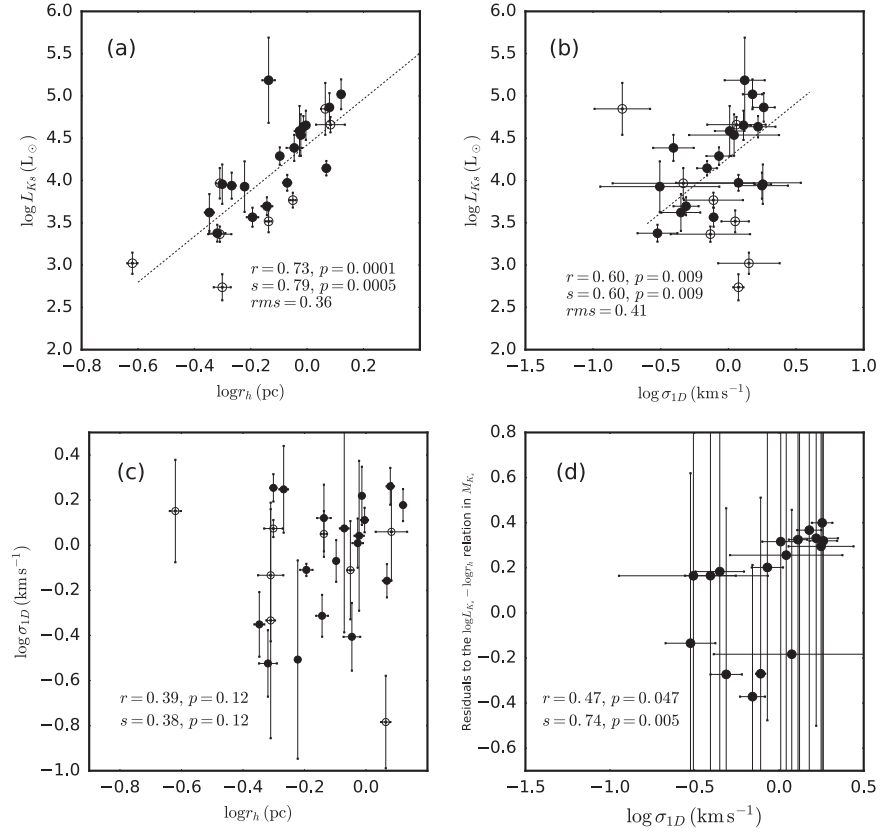 (a)
log L_{Ks} (L_⊙)
5.5
5.0
4.5
4.0
3.5
3.0
2.5
2.0
r = 0.73, p = 0.0001
s = 0.79, p = 0.0005
rms = 0.36
−0.8 −0.6 −0.4 −0.2 0.0 0.2
log r_h (pc)
(b)
log L_{Ks} (L_⊙)
6.0
5.5
5.0
4.5
4.0
3.5
3.0
2.5
2.0
r = 0.60, p = 0.009
s = 0.60, p = 0.009
rms = 0.41
−1.5 −1.0 −0.5 0.0 0.5 1.0
log σ_{1D} (km s^{−1})
(c)
log σ_{1D} (km s^{−1})
0.4
0.2
0.0
−0.2
−0.4
−0.6
−0.8
−1.0
r = 0.39, p = 0.12
s = 0.38, p = 0.12
−0.8 −0.6 −0.4 −0.2 0.0
log r_h (pc)
(d)
Residuals to the log L_{K_s} − log r_h relation in M_{K_s}
0.8
0.6
0.4
0.2
0.0
−0.2
−0.4
−0.6
r = 0.47, p = 0.047
s = 0.74, p = 0.005
−1.5 −1.0 −0.5 0.0 0.5
log σ_{1D} (km s^{−1})